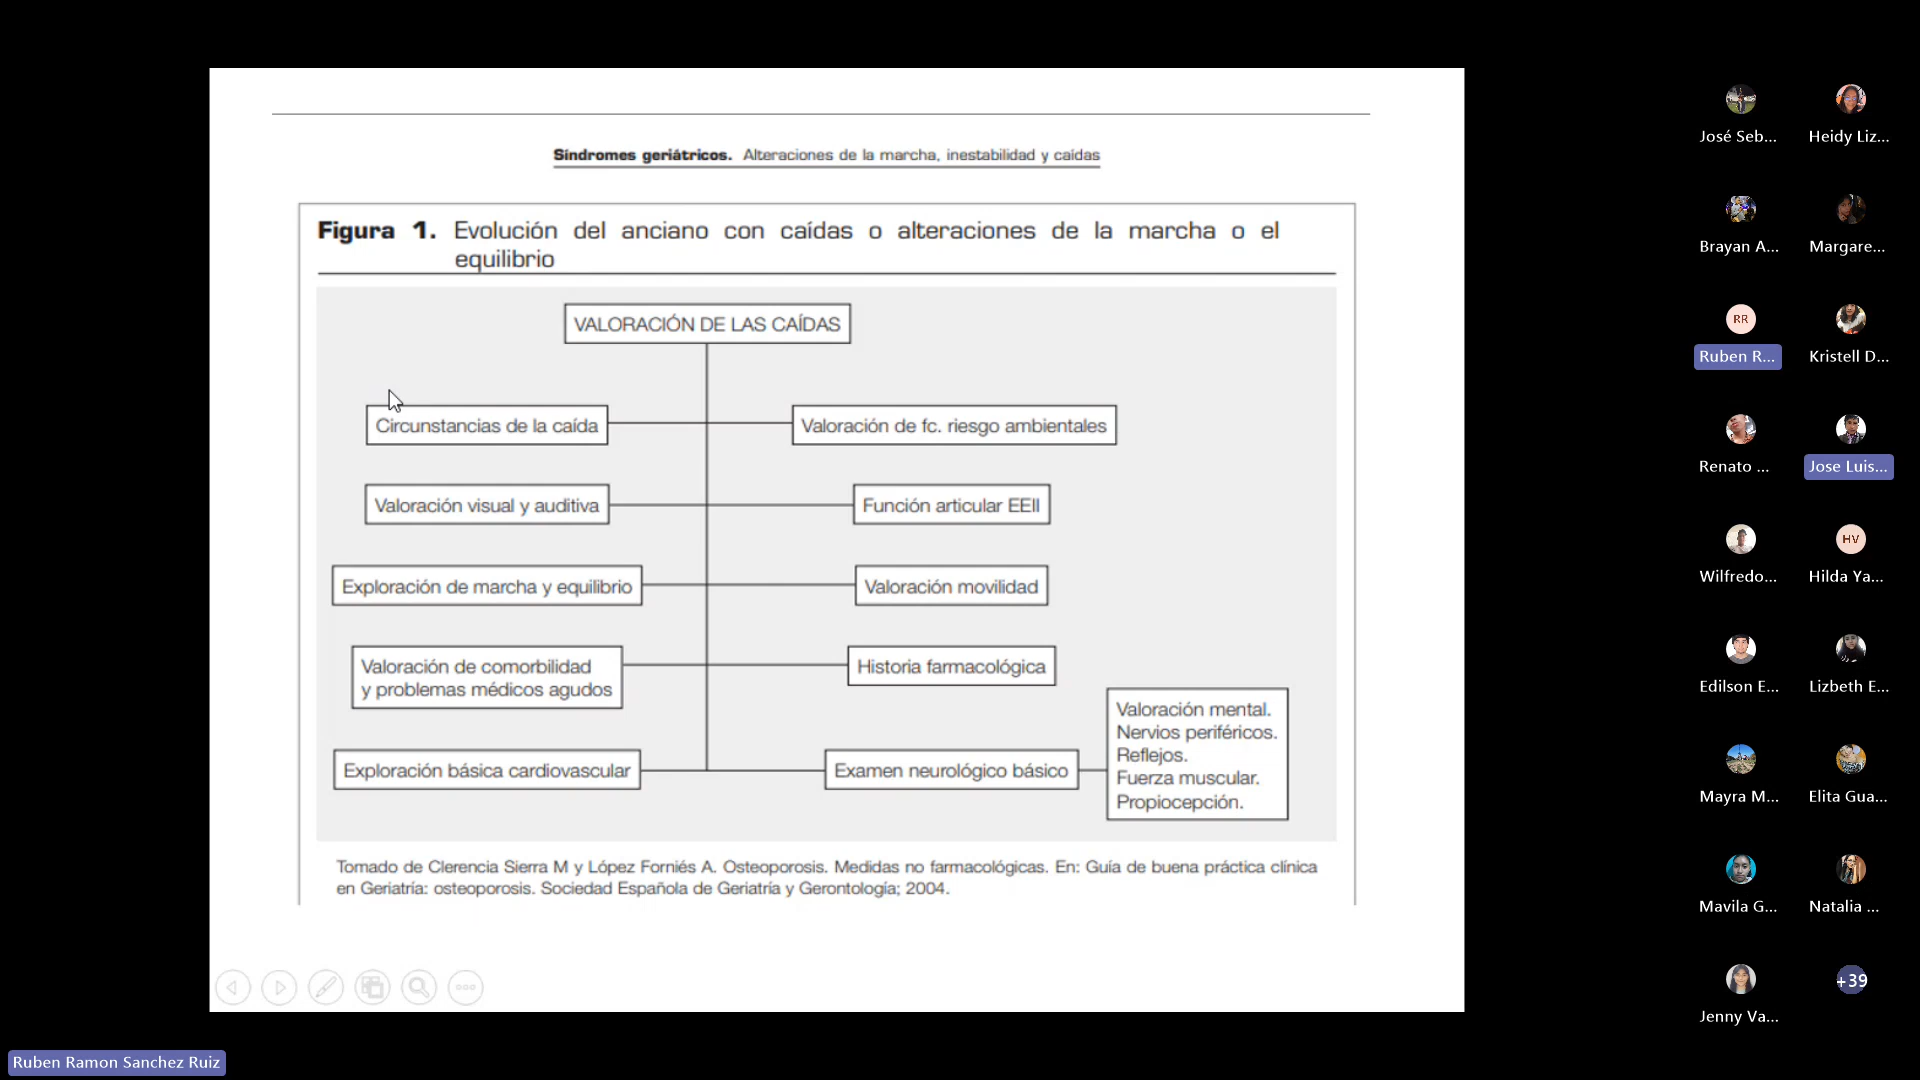 Síndromes geriátricos. Alteraciones de la marcha, inestabilidad y caídas
Figura 1. Evolución del anciano con caídas o alteraciones de la marcha o el
equilibrio
VALORACIÓN DE LAS CAÍDAS
Circunstancias de la caída
Valoración de fc. riesgo ambientales
Valoración visual y auditiva
Función articular EEII
Exploración de marcha y equilibrio
Valoración movilidad
Valoración de comorbilidad
y problemas médicos agudos
Historia farmacológica
Exploración básica cardiovascular
Examen neurológico básico
Valoración mental.
Nervios periféricos.
Reflejos.
Fuerza muscular.
Propiocepción.
Tomado de Clerencia Sierra M y López Forniés A. Osteoporosis. Medidas no farmacológicas. En: Guía de buena práctica clínica
en Geriatría: osteoporosis. Sociedad Española de Geriatría y Gerontología; 2004.
José Seb...
Heidy Liz...
Brayan A...
Margare...
RR
Ruben R...
Kristell D...
Renato ...
Jose Luis...
Wilfredo...
HV
Hilda Ya...
Edilson E...
Lizbeth E...
Mayra M...
Elita Gua...
Mavila G...
Natalia ...
Jenny Va...
+39
Ruben Ramon Sanchez Ruiz